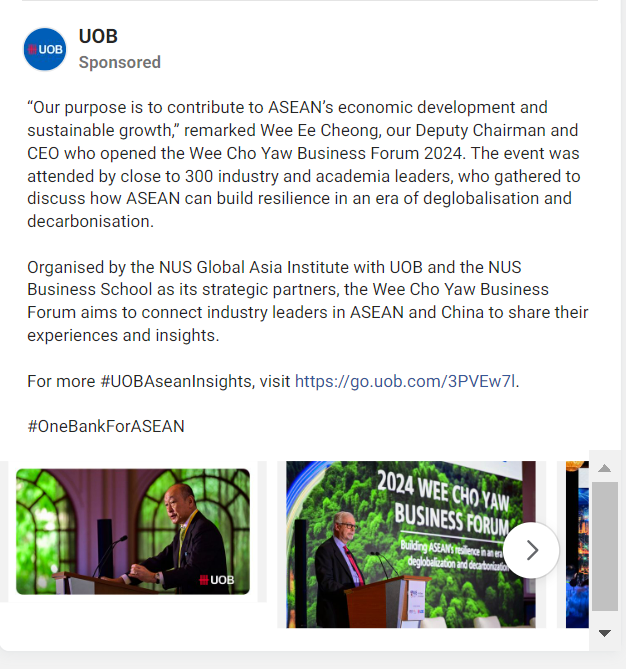 UOB
UOB
Sponsored
“Our purpose is to contribute to ASEAN’s economic development and
sustainable growth,” remarked Wee Ee Cheong, our Deputy Chairman and
CEO who opened the Wee Cho Yaw Business Forum 2024. The event was
attended by close to 300 industry and academia leaders, who gathered to
discuss how ASEAN can build resilience in an era of deglobalisation and
decarbonisation.
Organised by the NUS Global Asia Institute with UOB and the NUS
Business School as its strategic partners, the Wee Cho Yaw Business
Forum aims to connect industry leaders in ASEAN and China to share their
experiences and insights.
For more #UOBAseanInsights, visit https://go.uob.com/3PVEw7l.
#OneBankForASEAN
UOB
2024 WEE CHO YAW
BUSINESS FORUM
Building ASEAN's resilience in an era
deglobalization and decarbonization